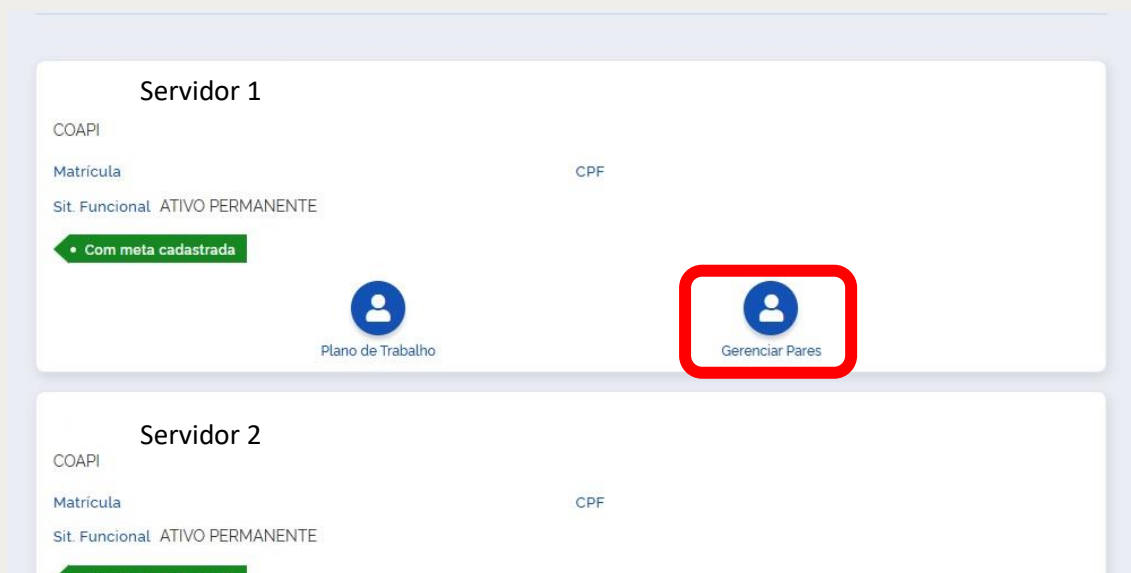 Servidor 1
COAPI
Matrícula CPF
Sit. Funcional ATIVO PERMANENTE
• Com meta cadastrada
Plano de Trabalho Gerenciar Pares
Servidor 2
COAPI
Matrícula CPF
Sit. Funcional ATIVO PERMANENTE